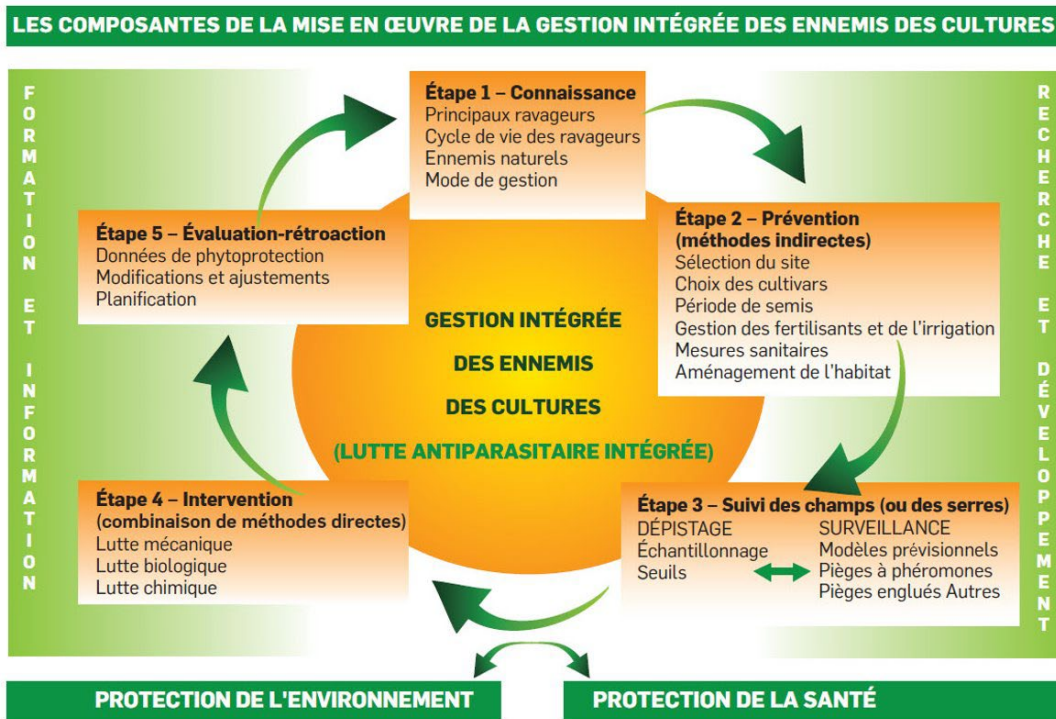 LES COMPOSANTES DE LA MISE EN ŒUVRE DE LA GESTION INTÉGRÉE DES ENNEMIS DES CULTURES
FORMATION ET INFORMATION
Étape 1 – Connaissance
Principaux ravageurs
Cycle de vie des ravageurs
Ennemis naturels
Mode de gestion
Étape 2 – Prévention
(méthodes indirectes)
Sélection du site
Choix des cultivars
Période de semis
Gestion des fertilisants et de l'irrigation
Mesures sanitaires
Aménagement de l'habitat
Étape 3 – Suivi des champs (ou des serres)
DÉPISTAGE
Échantillonnage
Seuils
SURVEILLANCE
Modèles prévisionnels
Pièges à phéromones
Pièges englués Autres
Étape 4 – Intervention
(combinaison de méthodes directes)
Lutte mécanique
Lutte biologique
Lutte chimique
Étape 5 – Évaluation-rétroaction
Données de phytoprotection
Modifications et ajustements
Planification
GESTION INTÉGRÉE
DES ENNEMIS
DES CULTURES
(LUTTE ANTIPARASITAIRE INTÉGRÉE)
RECHERCHE ET DÉVELOPPEMENT
PROTECTION DE L'ENVIRONNEMENT
PROTECTION DE LA SANTÉ